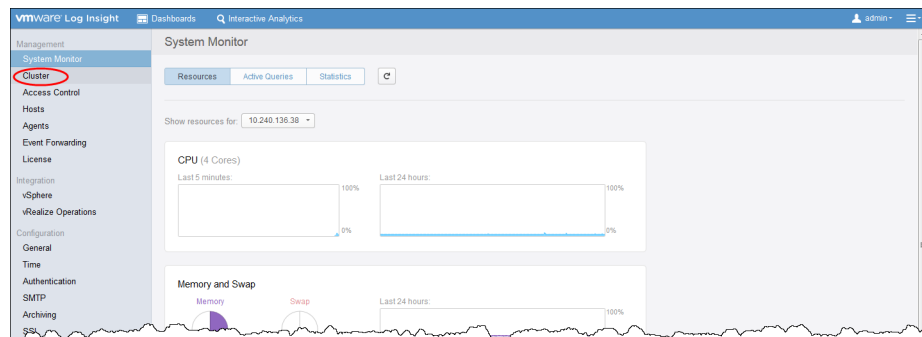 vmware Log Insight Dashboards Interactive Analytics admin
Management
System Monitor
Cluster
Access Control
Hosts
Agents
Event Forwarding
License
Integration
vSphere
vRealize Operations
Configuration
General
Time
Authentication
SMTP
Archiving
SSL
System Monitor
Resources Active Queries Statistics
Show resources for: 10.240.136.38
CPU (4 Cores)
Last 5 minutes: Last 24 hours:
100% 100%
0% 0%
Memory and Swap
Memory Swap Last 24 hours:
100%